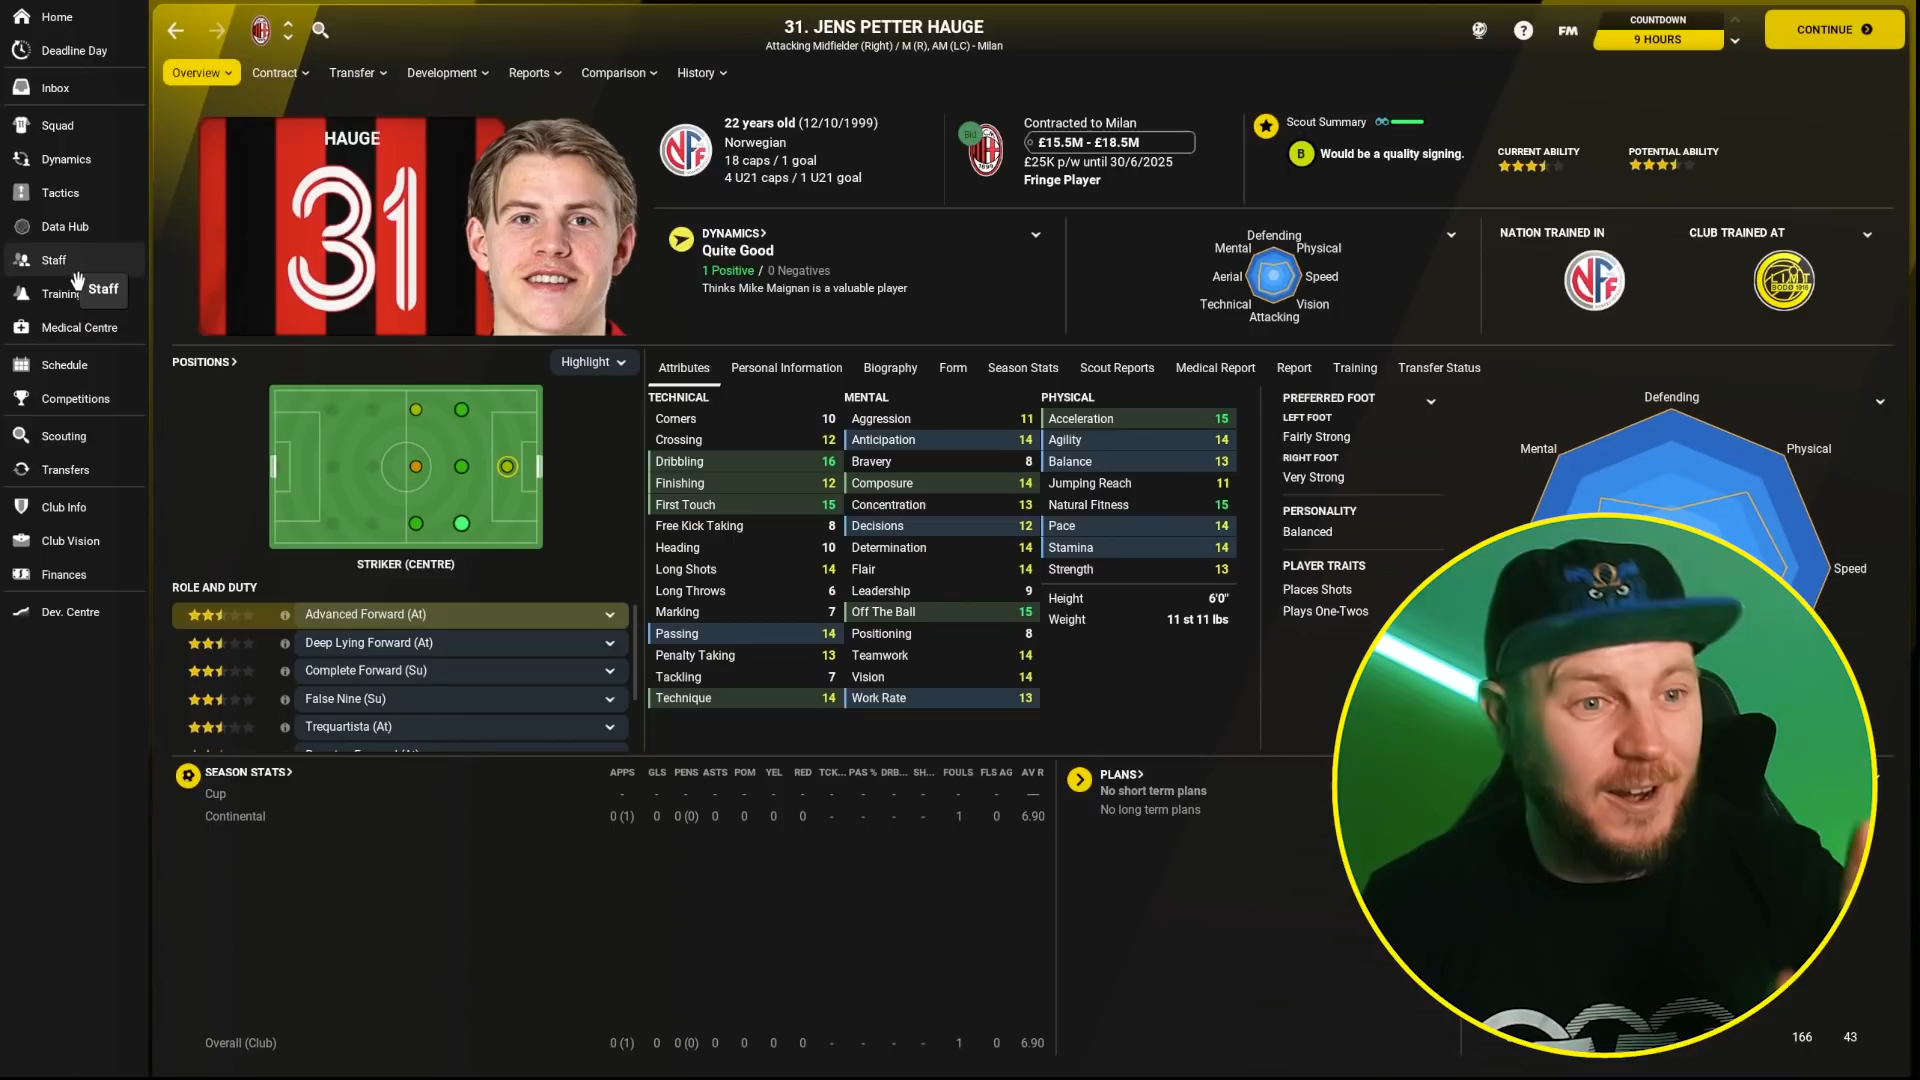 Home
Deadline Day
Inbox
Squad
Dynamics
Tactics
Data Hub
Staff
Training
Staff
Medical Centre
Schedule
Competitions
Scouting
Transfers
Club Info
Club Vision
Finances
Dev. Centre
31. JENS PETTER HAUGE
Attacking Midfielder (Right) / M (R), AM (LC) - Milan
?
FM
COUNTDOWN
9 HOURS
CONTINUE
Overview
Contract
Transfer
Development
Reports
Comparison
History
HAUGE
31
22 years old (12/10/1999)
Norwegian
18 caps / 1 goal
4 U21 caps / 1 U21 goal
Bid
Contracted to Milan
£15.5M - £18.5M
£25K p/w until 30/6/2025
Fringe Player
Scout Summary
B Would be a quality signing.
CURRENT ABILITY
POTENTIAL ABILITY
DYNAMICS>
Quite Good
1 Positive / 0 Negatives
Thinks Mike Maignan is a valuable player
Defending
Mental Physical
Aerial Speed
Technical Vision
Attacking
NATION TRAINED IN
CLUB TRAINED AT
POSITIONS>
Highlight
STRIKER (CENTRE)
ROLE AND DUTY
Advanced Forward (At)
Deep Lying Forward (At)
Complete Forward (Su)
False Nine (Su)
Trequartista (At)
Attributes Personal Information Biography Form Season Stats Scout Reports Medical Report Report Training Transfer Status
TECHNICAL
Corners 10
Crossing 12
Dribbling 16
Finishing 12
First Touch 15
Free Kick Taking 8
Heading 10
Long Shots 14
Long Throws 6
Marking 7
Passing 14
Penalty Taking 13
Tackling 7
Technique 14
MENTAL
Aggression 11
Anticipation 14
Bravery 8
Composure 14
Concentration 13
Decisions 12
Determination 14
Flair 14
Leadership 9
Off The Ball 15
Positioning 8
Teamwork 14
Vision 14
Work Rate 13
PHYSICAL
Acceleration 15
Agility 14
Balance 13
Jumping Reach 11
Natural Fitness 15
Pace 14
Stamina 14
Strength 13
Height 6'0"
Weight 11 st 11 lbs
PREFERRED FOOT
LEFT FOOT
Fairly Strong
RIGHT FOOT
Very Strong
PERSONALITY
Balanced
PLAYER TRAITS
Places Shots
Plays One-Twos
Defending
Mental Physical
Speed
SEASON STATS>
APPS GLS PENS ASTS POM YEL RED TCK... PAS % DRB... SH... FOULS FLS AG AV R
Cup - - - - - - - - - - - - - —
Continental 0 (1) 0 0 (0) 0 0 0 0 - - - - 1 0 6.90
Overall (Club) 0 (1) 0 0 (0) 0 0 0 0 - - - - 1 0 6.90
PLANS>
No short term plans
No long term plans
166 43